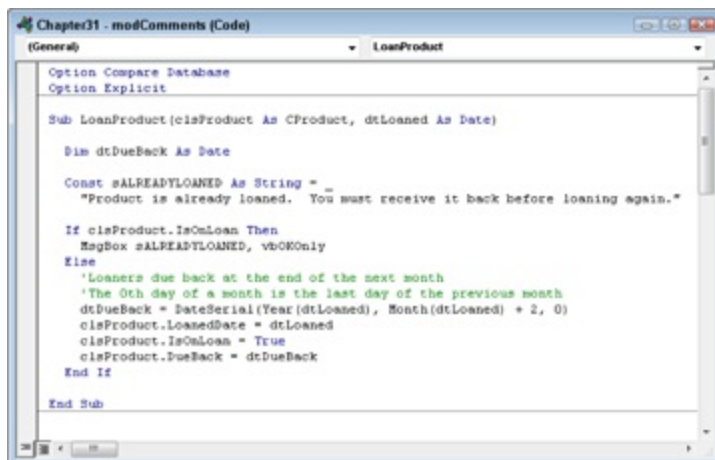 Chapter31 - modComments (Code)
(General) LoanProduct
Option Compare Database
Option Explicit
Sub LoanProduct(clsProduct As CProduct, dtLoaned As Date)
Dim dtDueBack As Date
Const sALREADYLOANED As String = _
"Product is already loaned.  You must receive it back before loaning again."
If clsProduct.IsOnLoan Then
MsgBox sALREADYLOANED, vbOKOnly
Else
'Loaners due back at the end of the next month
'The 0th day of a month is the last day of the previous month
dtDueBack = DateSerial(Year(dtLoaned), Month(dtLoaned) + 2, 0)
clsProduct.LoanedDate = dtLoaned
clsProduct.IsOnLoan = True
clsProduct.DueBack = dtDueBack
End If
End Sub